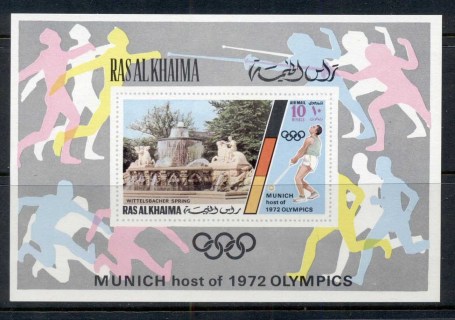 RAS AL KHAIMA رأس الخيمة
AIRMAIL
10 ١٠
WITTELSBACHER SPRING
RAS AL KHAIMA رأس الخيمة
MUNICH
host of
1972 OLYMPICS
MUNICH host of 1972 OLYMPICS